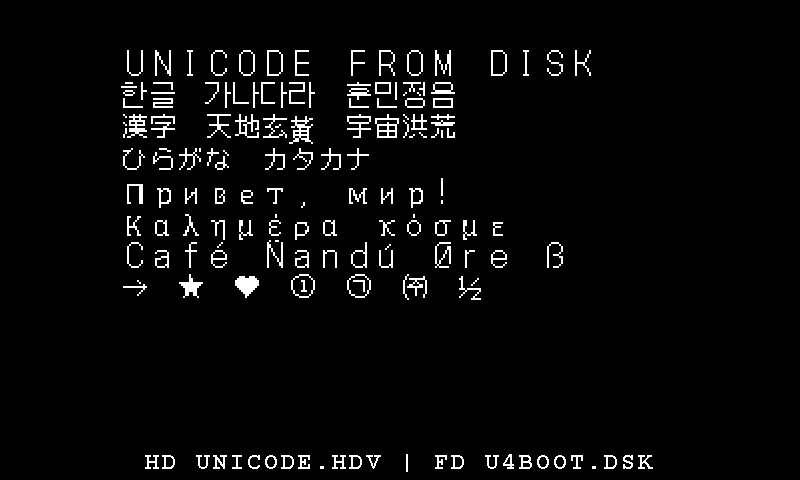 UNICODE FROM DISK
한글 가나다라 훈민정음
漢字 天地玄黃 宇宙洪荒
ひらがな カタカナ
Привет, мир!
Καλημέρα κόσμε
Café Ñandú Øre ß
→ ★ ♥ ① ㉠ ㈜ ½
HD UNICODE.HDV | FD U4BOOT.DSK